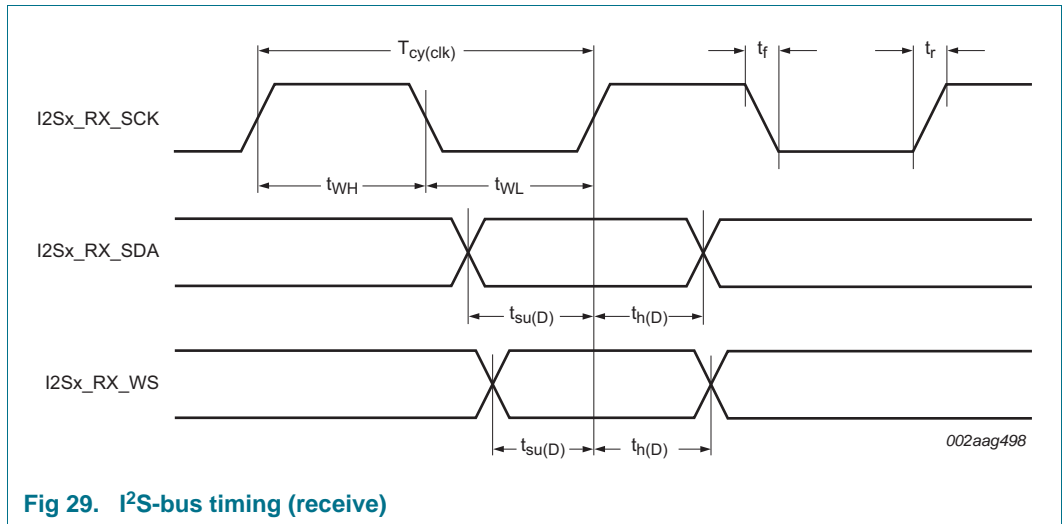 T_cy(clk) t_f t_r
I2Sx_RX_SCK
t_WH t_WL
I2Sx_RX_SDA
t_su(D) t_h(D)
I2Sx_RX_WS
t_su(D) t_h(D)
002aag498
Fig 29. I²S-bus timing (receive)